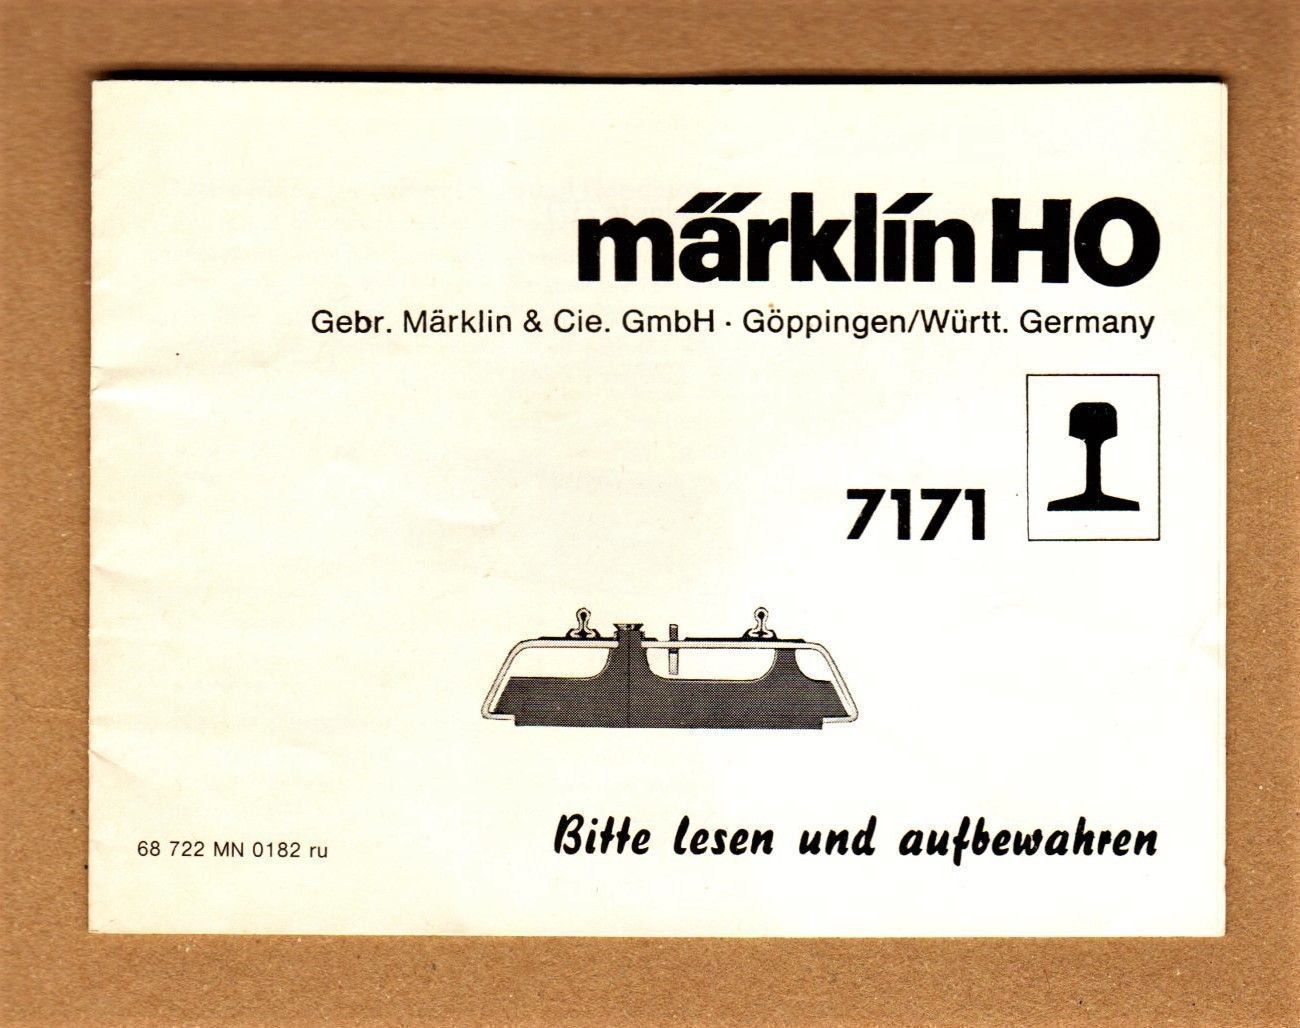 märklin HO
Gebr. Märklin & Cie. GmbH · Göppingen/Württ. Germany
7171
Bitte lesen und aufbewahren
68 722 MN 0182 ru